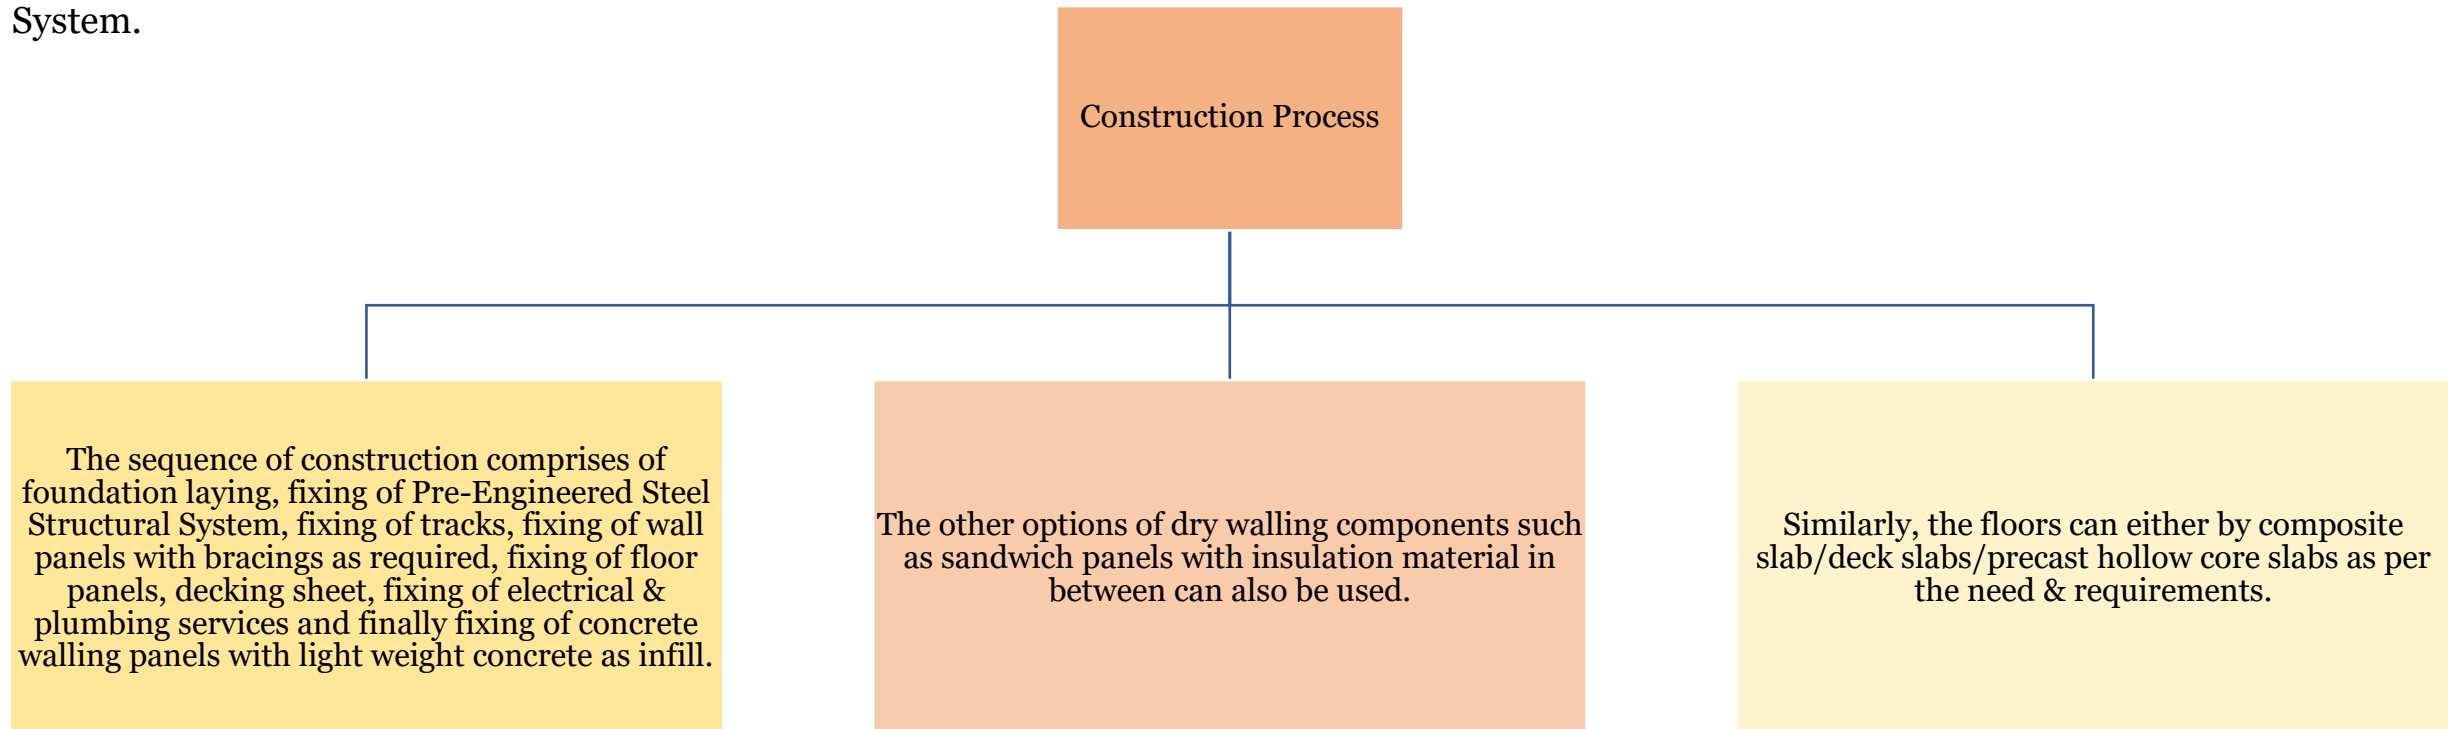 System.
Construction Process
The sequence of construction comprises of
foundation laying, fixing of Pre-Engineered Steel
Structural System, fixing of tracks, fixing of wall
panels with bracings as required, fixing of floor
panels, decking sheet, fixing of electrical &
plumbing services and finally fixing of concrete
walling panels with light weight concrete as infill.
The other options of dry walling components such
as sandwich panels with insulation material in
between can also be used.
Similarly, the floors can either by composite
slab/deck slabs/precast hollow core slabs as per
the need & requirements.